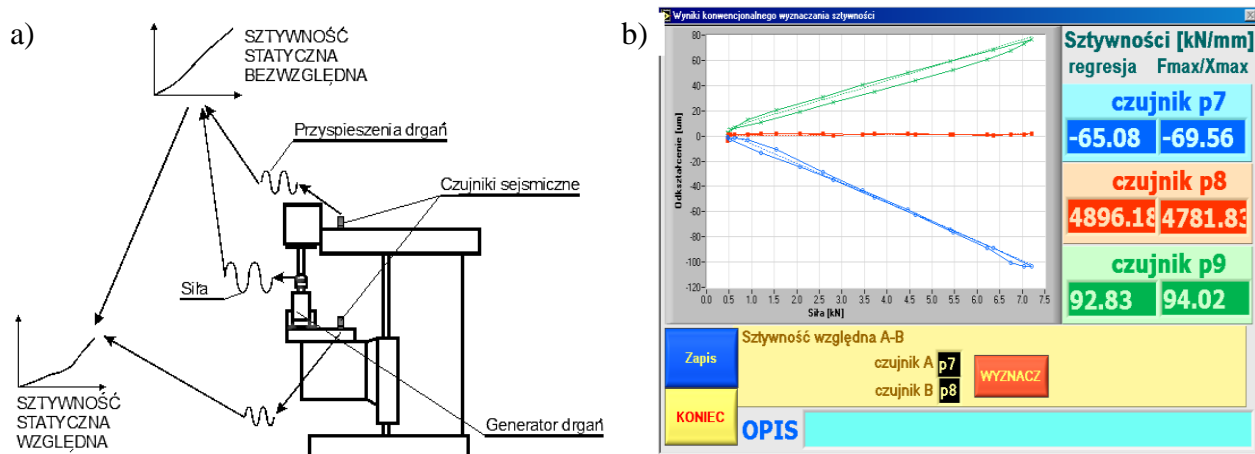 a)
SZTYWNOŚĆ
STATYCZNA
BEZWZGLĘDNA
Przyspieszenia drgań
Czujniki sejsmiczne
Siła
SZTYWNOŚĆ
STATYCZNA
WZGLĘDNA
Generator drgań
b)
Wyniki konwencjonalnego wyznaczania sztywności
Odkształcenie [um]
80
60
40
20
0
-20
-40
-60
-80
-100
-120
0.0 0.5 1.0 1.5 2.0 2.5 3.0 3.5 4.0 4.5 5.0 5.5 6.0 6.5 7.0 7.5
Siła [kN]
Sztywności [kN/mm]
regresja Fmax/Xmax
czujnik p7
-65.08 -69.56
czujnik p8
4896.18 4781.83
czujnik p9
92.83 94.02
Zapis
KONIEC
Sztywność względna A-B
czujnik A p7
czujnik B p8
WYZNACZ
OPIS